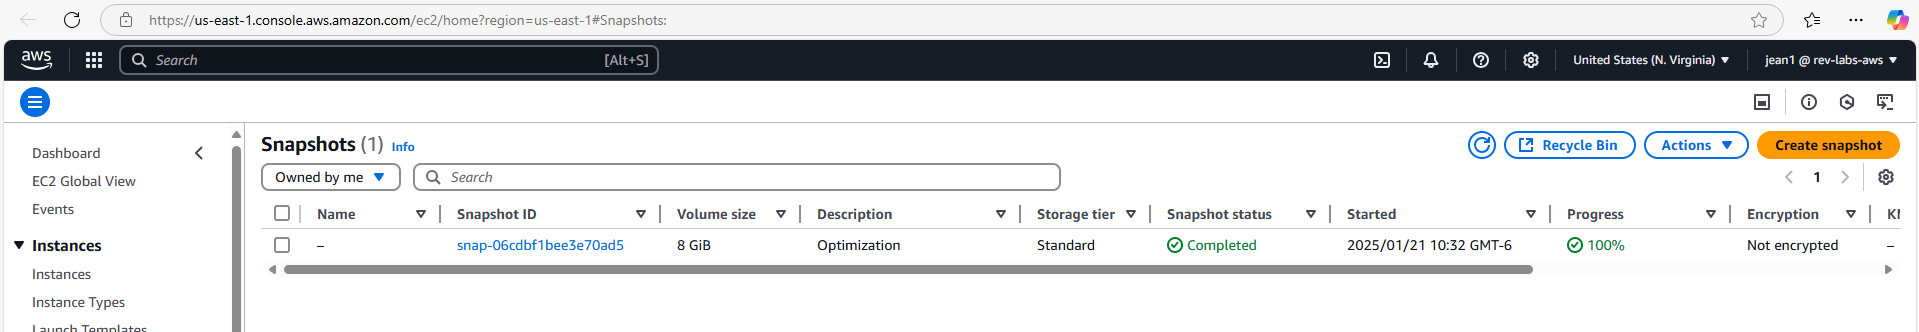 https://us-east-1.console.aws.amazon.com/ec2/home?region=us-east-1#Snapshots:
aws Search [Alt+S] United States (N. Virginia) jean1 @ rev-labs-aws
Dashboard
EC2 Global View
Events
Instances
Instances
Instance Types
Launch Templates
Snapshots (1) Info Recycle Bin Actions Create snapshot
Owned by me Search 1
Name Snapshot ID Volume size Description Storage tier Snapshot status Started Progress Encryption
– snap-06cdbf1bee3e70ad5 8 GiB Optimization Standard Completed 2025/01/21 10:32 GMT-6 100% Not encrypted –